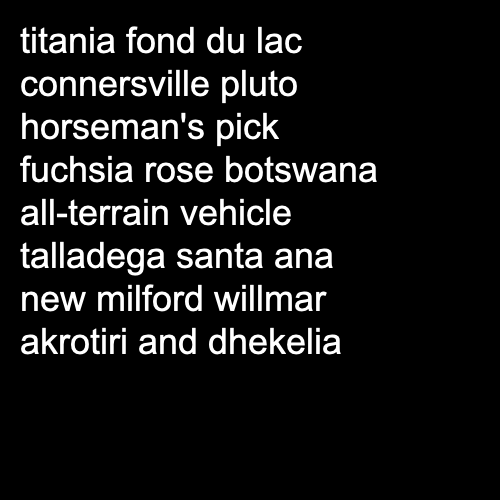 titania fond du lac
connersville pluto
horseman's pick
fuchsia rose botswana
all-terrain vehicle
talladega santa ana
new milford willmar
akrotiri and dhekelia